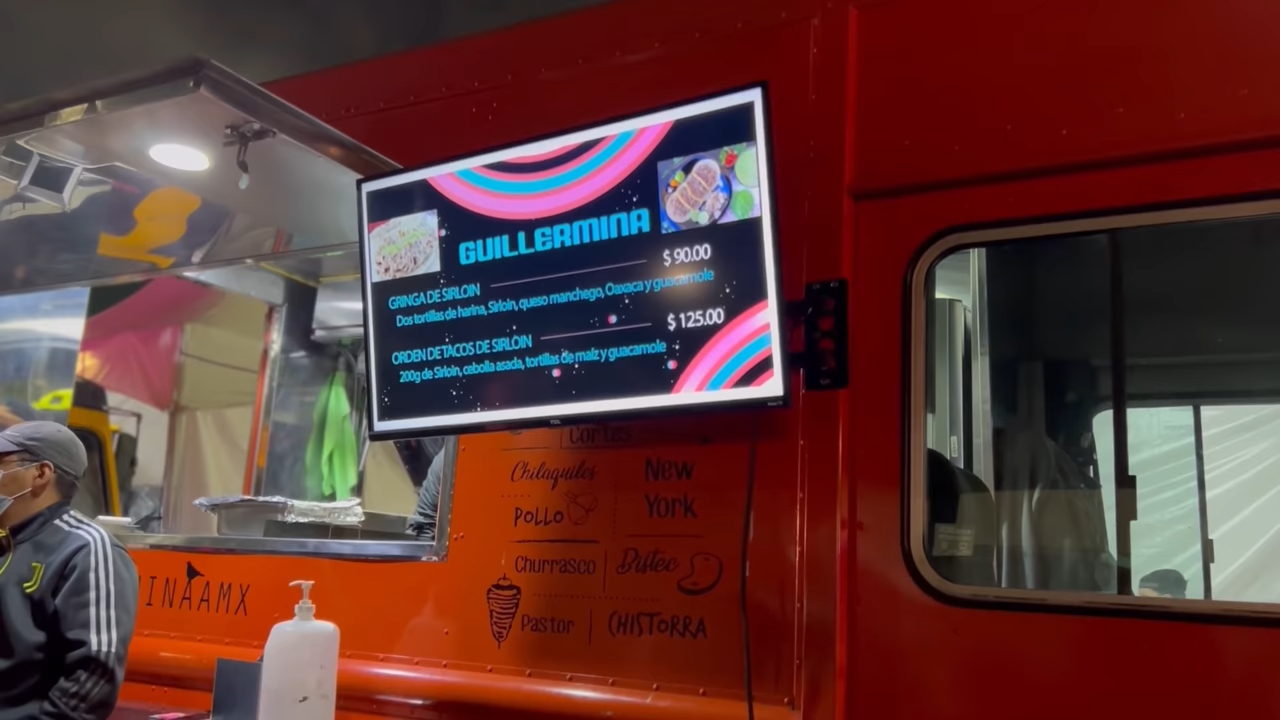 GUILLERMINA
GRINGA DE SIRLOIN $ 90.00
Dos tortillas de harina, Sirloin, queso manchego, Oaxaca y guacamole
ORDEN DE TACOS DE SIRLOIN $ 125.00
200g de Sirloin, cebolla asada, tortillas de maíz y guacamole
TCL
Cortes
Chilaquiles
New
York
POLLO
Churrasco
Bistec
Pastor
CHISTORRA
INAAMX